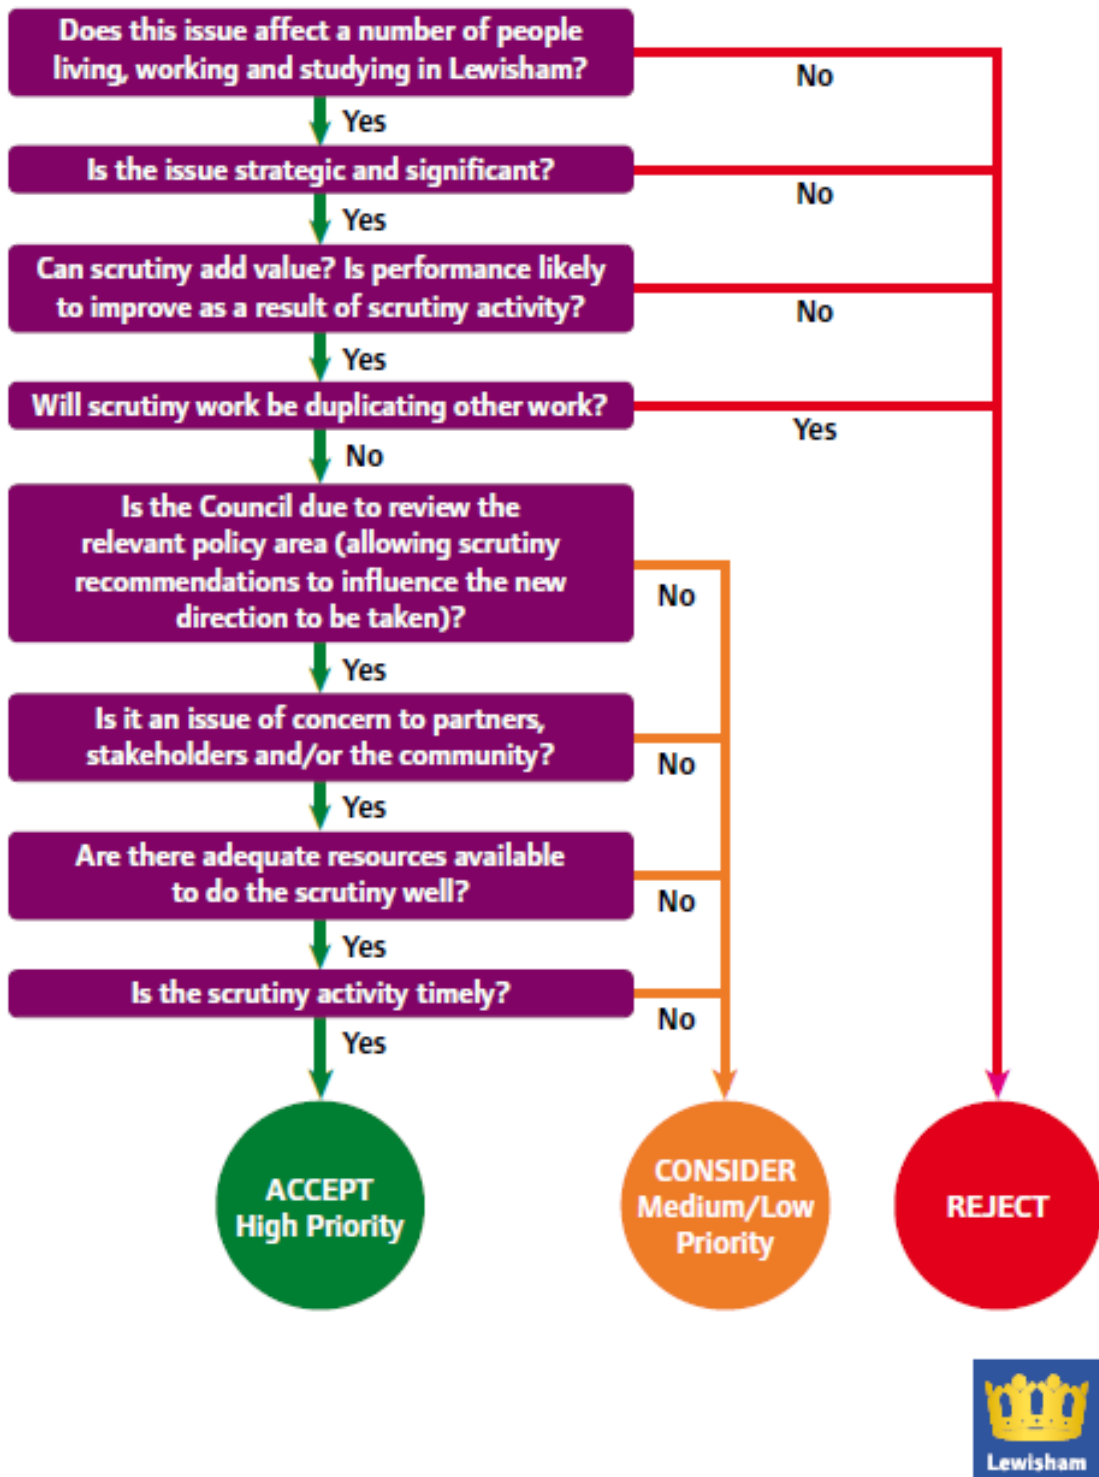 Does this issue affect a number of people
living, working and studying in Lewisham?
No
Yes
Is the issue strategic and significant?
No
Yes
Can scrutiny add value? Is performance likely
to improve as a result of scrutiny activity?
No
Yes
Will scrutiny work be duplicating other work?
Yes
No
Is the Council due to review the
relevant policy area (allowing scrutiny
recommendations to influence the new
direction to be taken)?
No
Yes
Is it an issue of concern to partners,
stakeholders and/or the community?
No
Yes
Are there adequate resources available
to do the scrutiny well?
No
Yes
Is the scrutiny activity timely?
No
Yes
ACCEPT
High Priority
CONSIDER
Medium/Low
Priority
REJECT
Lewisham